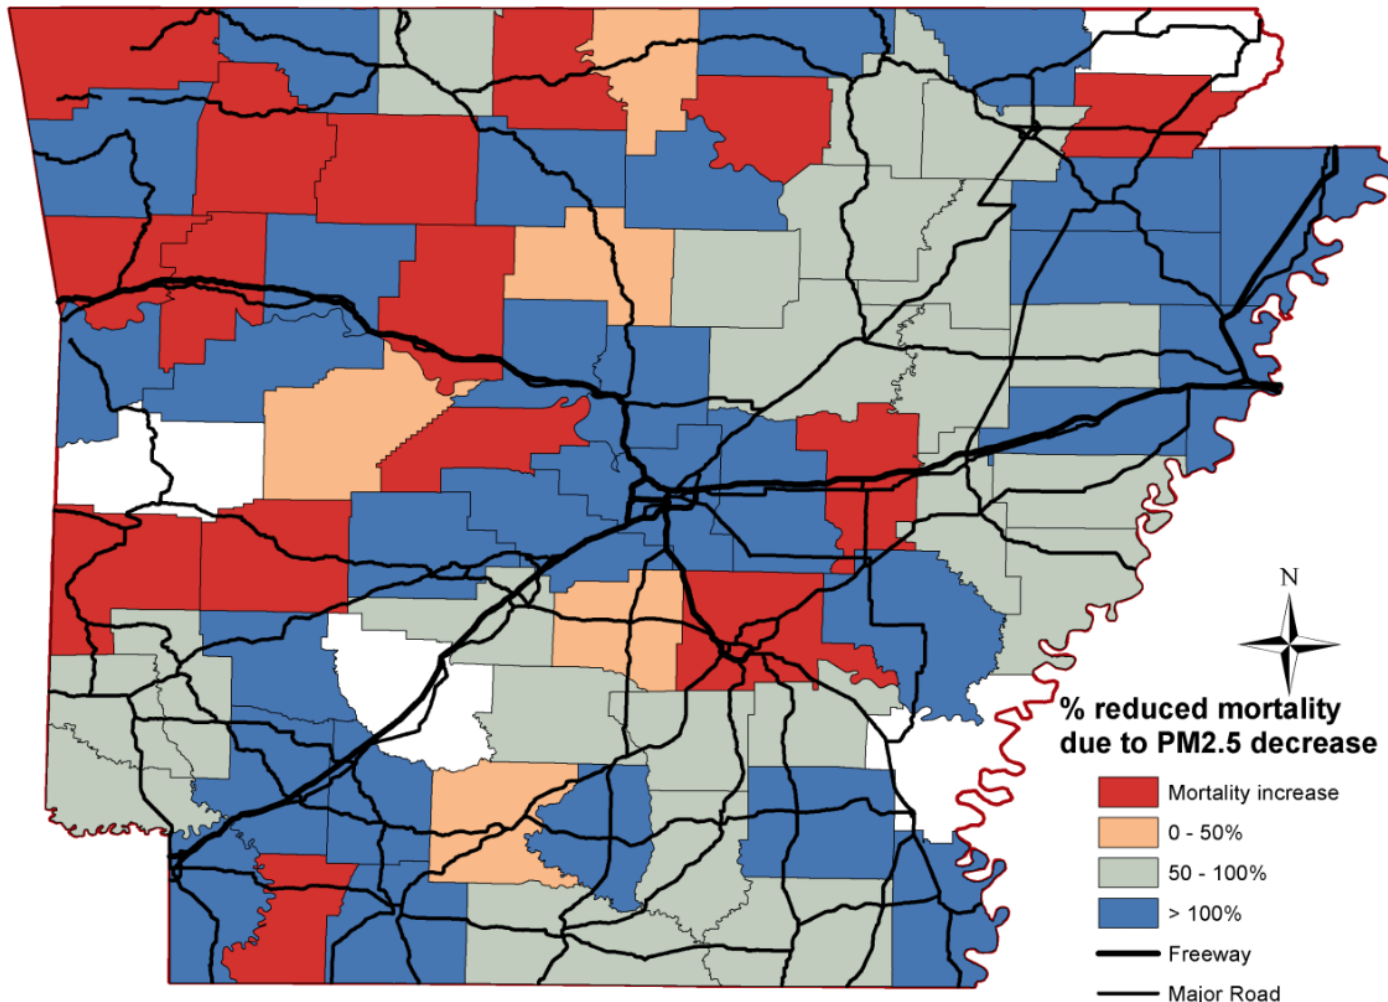 N
% reduced mortality
due to PM2.5 decrease
Mortality increase
0 - 50%
50 - 100%
> 100%
Freeway
Major Road